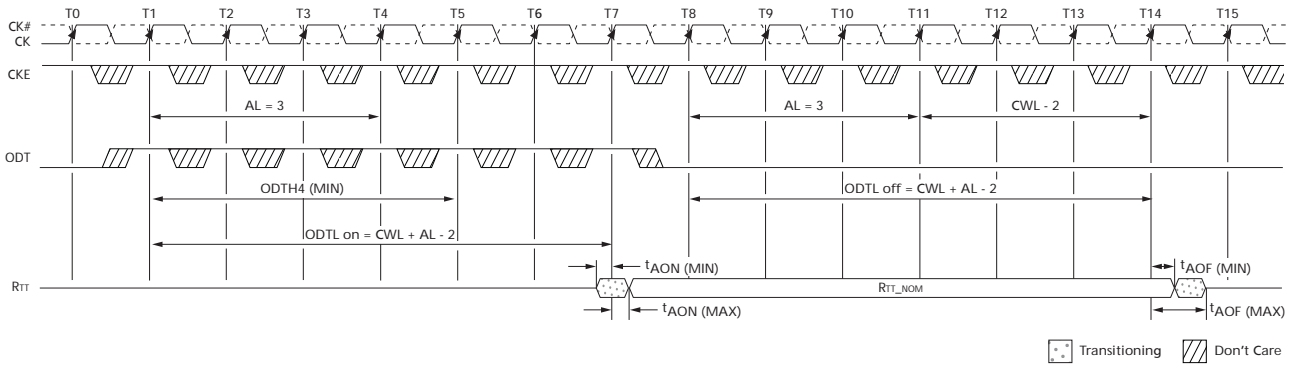 T0 T1 T2 T3 T4 T5 T6 T7 T8 T9 T10 T11 T12 T13 T14 T15
CK#
CK
CKE
AL = 3 AL = 3 CWL - 2
ODT
ODTH4 (MIN) ODTL off = CWL + AL - 2
ODTL on = CWL + AL - 2
tAON (MIN) tAOF (MIN)
RTT RTT_NOM
tAON (MAX) tAOF (MAX)
Transitioning Don't Care